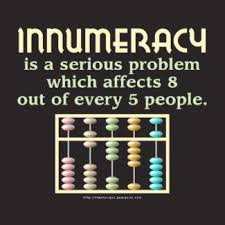 INNUMERACY
is a serious problem
which affects 8
out of every 5 people.